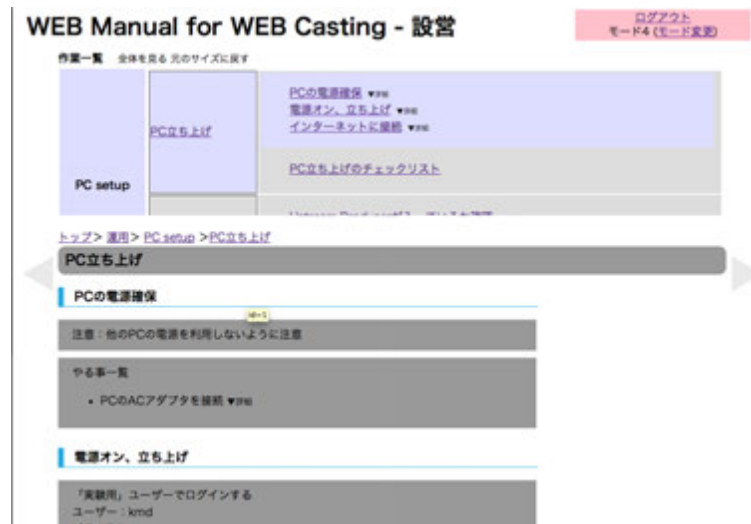 WEB Manual for WEB Casting - 設営
ログアウト
モード4 (モード変更)
作業一覧 全体を見る 元のサイズに戻す
PC setup
PC立ち上げ
PCの電源確保 ▼詳細
電源オン、立ち上げ ▼詳細
インターネットに接続 ▼詳細
PC立ち上げのチェックリスト
トップ> 運用> PC setup >PC立ち上げ
PC立ち上げ
PCの電源確保
注意：他のPCの電源を利用しないように注意
やる事一覧
• PCのACアダプタを接続 ▼詳細
電源オン、立ち上げ
「実験用」ユーザーでログインする
ユーザー：kmd